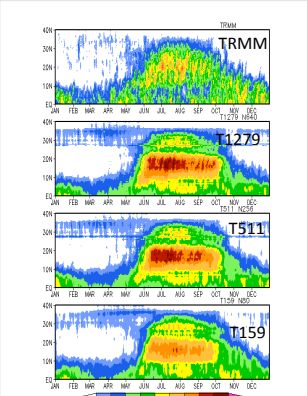 TRMM
40N
TRMM
30N
20N
10N
EQ
JAN FEB MAR APR MAY JUN JUL AUG SEP OCT NOV DEC
T1279 N640
40N
T1279
30N
20N
10N
EQ
JAN FEB MAR APR MAY JUN JUL AUG SEP OCT NOV DEC
T511 N256
40N
T511
30N
20N
10N
EQ
JAN FEB MAR APR MAY JUN JUL AUG SEP OCT NOV DEC
T159 N80
40N
30N
T159
20N
10N
EQ
JAN FEB MAR APR MAY JUN JUL AUG SEP OCT NOV DEC